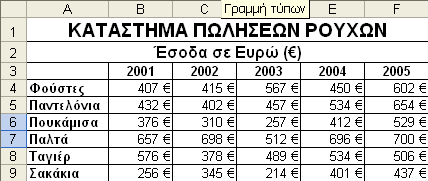 Γραμμή τύπων
A B C D E F
1 ΚΑΤΑΣΤΗΜΑ ΠΩΛΗΣΕΩΝ ΡΟΥΧΩΝ
2 Έσοδα σε Ευρώ (€)
3 2001 2002 2003 2004 2005
4 Φούστες 407 € 415 € 567 € 450 € 602 €
5 Παντελόνια 432 € 402 € 457 € 534 € 654 €
6 Πουκάμισα 376 € 310 € 257 € 412 € 529 €
7 Παλτά 657 € 698 € 512 € 696 € 700 €
8 Ταγιέρ 576 € 378 € 489 € 534 € 506 €
9 Σακάκια 256 € 345 € 214 € 401 € 437 €